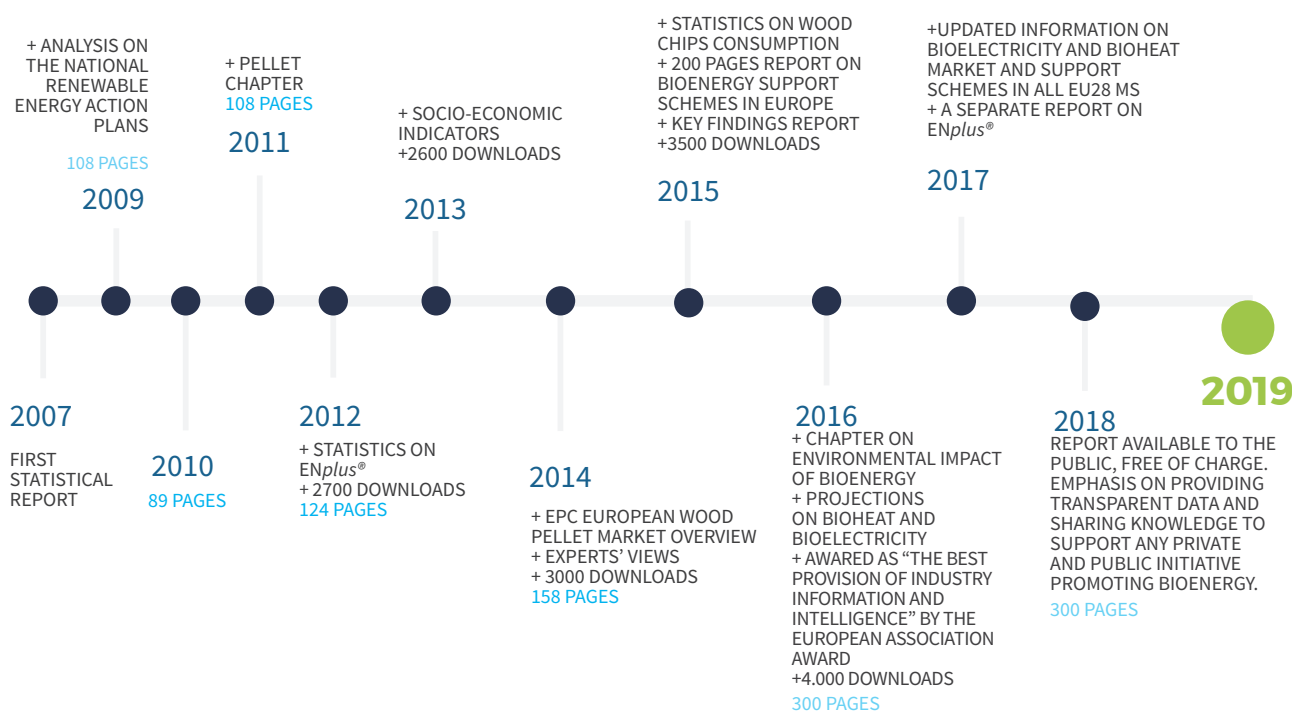 + ANALYSIS ON
THE NATIONAL
RENEWABLE
ENERGY ACTION
PLANS
108 PAGES
2009
+ PELLET
CHAPTER
108 PAGES
2011
+ SOCIO-ECONOMIC
INDICATORS
+2600 DOWNLOADS
2013
+ STATISTICS ON WOOD
CHIPS CONSUMPTION
+ 200 PAGES REPORT ON
BIOENERGY SUPPORT
SCHEMES IN EUROPE
+ KEY FINDINGS REPORT
+3500 DOWNLOADS
2015
+UPDATED INFORMATION ON
BIOELECTRICITY AND BIOHEAT
MARKET AND SUPPORT
SCHEMES IN ALL EU28 MS
+ A SEPARATE REPORT ON
ENplus®
2017
2007
FIRST
STATISTICAL
REPORT
2010
89 PAGES
2012
+ STATISTICS ON
ENplus®
+ 2700 DOWNLOADS
124 PAGES
2014
+ EPC EUROPEAN WOOD
PELLET MARKET OVERVIEW
+ EXPERTS’ VIEWS
+ 3000 DOWNLOADS
158 PAGES
2016
+ CHAPTER ON
ENVIRONMENTAL IMPACT
OF BIOENERGY
+ PROJECTIONS
ON BIOHEAT AND
BIOELECTRICITY
+ AWARED AS “THE BEST
PROVISION OF INDUSTRY
INFORMATION AND
INTELLIGENCE” BY THE
EUROPEAN ASSOCIATION
AWARD
+4.000 DOWNLOADS
300 PAGES
2018
REPORT AVAILABLE TO THE
PUBLIC, FREE OF CHARGE.
EMPHASIS ON PROVIDING
TRANSPARENT DATA AND
SHARING KNOWLEDGE TO
SUPPORT ANY PRIVATE
AND PUBLIC INITIATIVE
PROMOTING BIOENERGY.
300 PAGES
2019